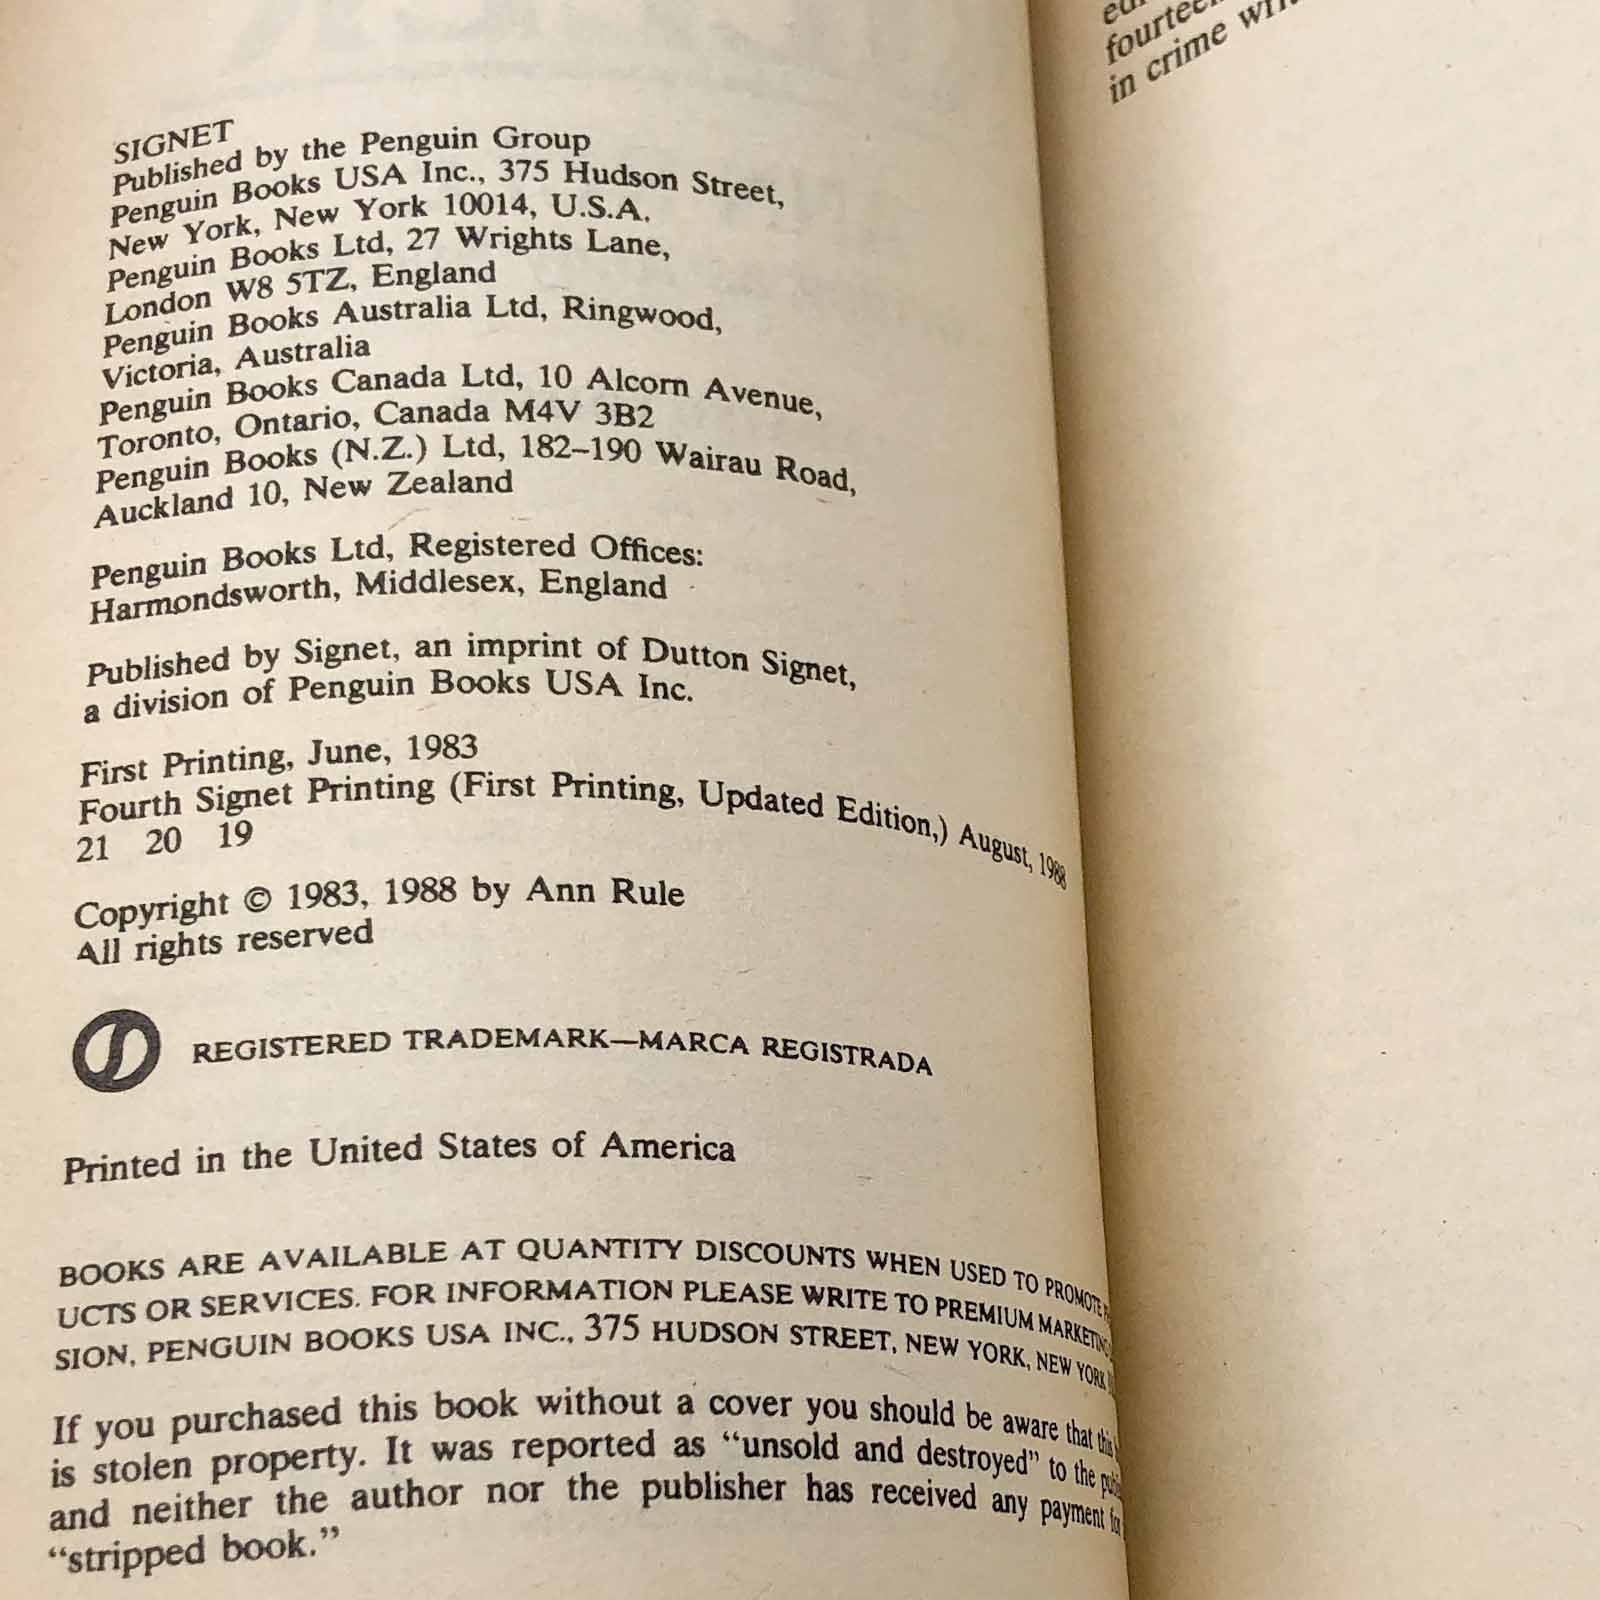 SIGNET
Published by the Penguin Group
Penguin Books USA Inc., 375 Hudson Street,
New York, New York 10014, U.S.A.
Penguin Books Ltd, 27 Wrights Lane,
London W8 5TZ, England
Penguin Books Australia Ltd, Ringwood,
Victoria, Australia
Penguin Books Canada Ltd, 10 Alcorn Avenue,
Toronto, Ontario, Canada M4V 3B2
Penguin Books (N.Z.) Ltd, 182–190 Wairau Road,
Auckland 10, New Zealand
Penguin Books Ltd, Registered Offices:
Harmondsworth, Middlesex, England
Published by Signet, an imprint of Dutton Signet,
a division of Penguin Books USA Inc.
First Printing, June, 1983
Fourth Signet Printing (First Printing, Updated Edition,) August, 1988
21 20 19
Copyright © 1983, 1988 by Ann Rule
All rights reserved
REGISTERED TRADEMARK—MARCA REGISTRADA
Printed in the United States of America
BOOKS ARE AVAILABLE AT QUANTITY DISCOUNTS WHEN USED TO PROMOTE
UCTS OR SERVICES. FOR INFORMATION PLEASE WRITE TO PREMIUM MARKETING
SION, PENGUIN BOOKS USA INC., 375 HUDSON STREET, NEW YORK, NEW YORK
If you purchased this book without a cover you should be aware that this
is stolen property. It was reported as “unsold and destroyed” to the
and neither the author nor the publisher has received any payment for
“stripped book.”
in crime